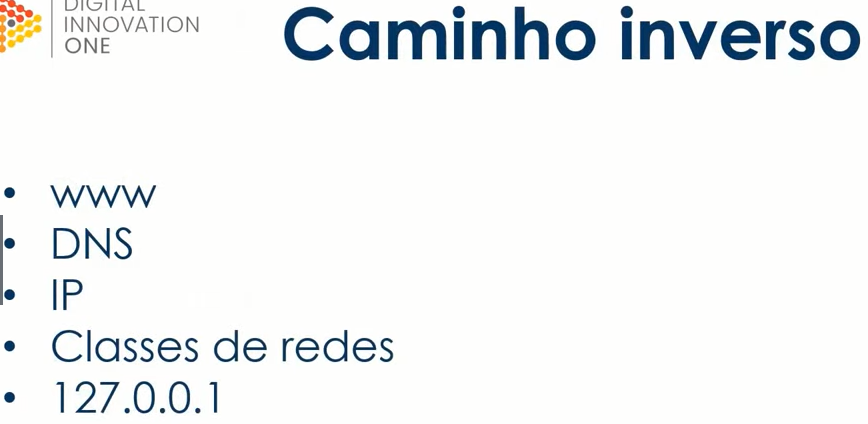 DIGITAL
INNOVATION
ONE
Caminho inverso
• www
• DNS
• IP
• Classes de redes
• 127.0.0.1